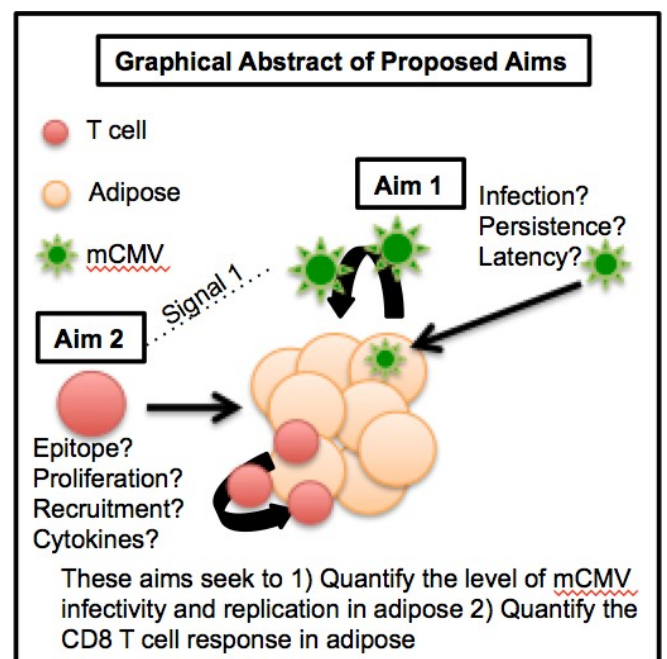 Graphical Abstract of Proposed Aims
T cell
Adipose
mCMV
Aim 1
Infection?
Persistence?
Latency?
Signal 1
Aim 2
Epitope?
Proliferation?
Recruitment?
Cytokines?
These aims seek to 1) Quantify the level of mCMV
infectivity and replication in adipose 2) Quantify the
CD8 T cell response in adipose